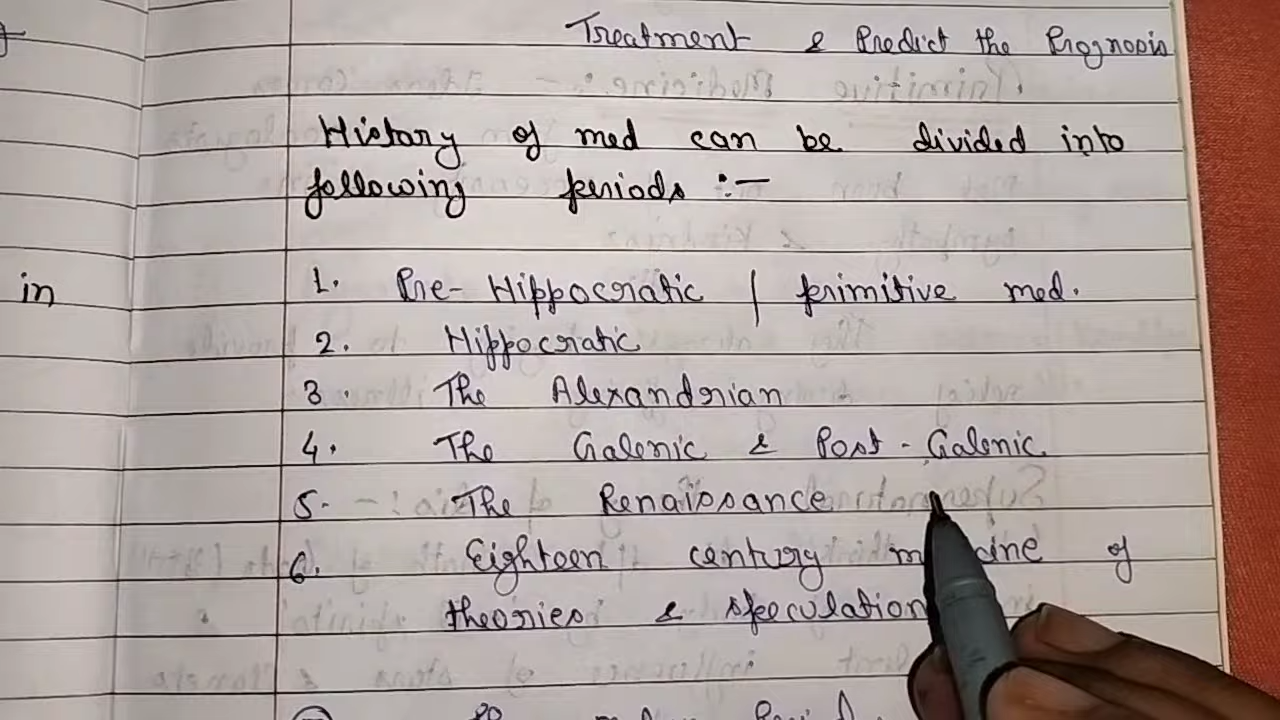 Treatment & Predict the Prognosis
History of med can be divided into
following periods :-
in
1. Pre-Hippocratic / primitive med.
2. Hippocratic
3. The Alexandrian
4. The Galenic & Post-Galenic
5. The Renaissance
6. Eighteen century of
theories & speculation